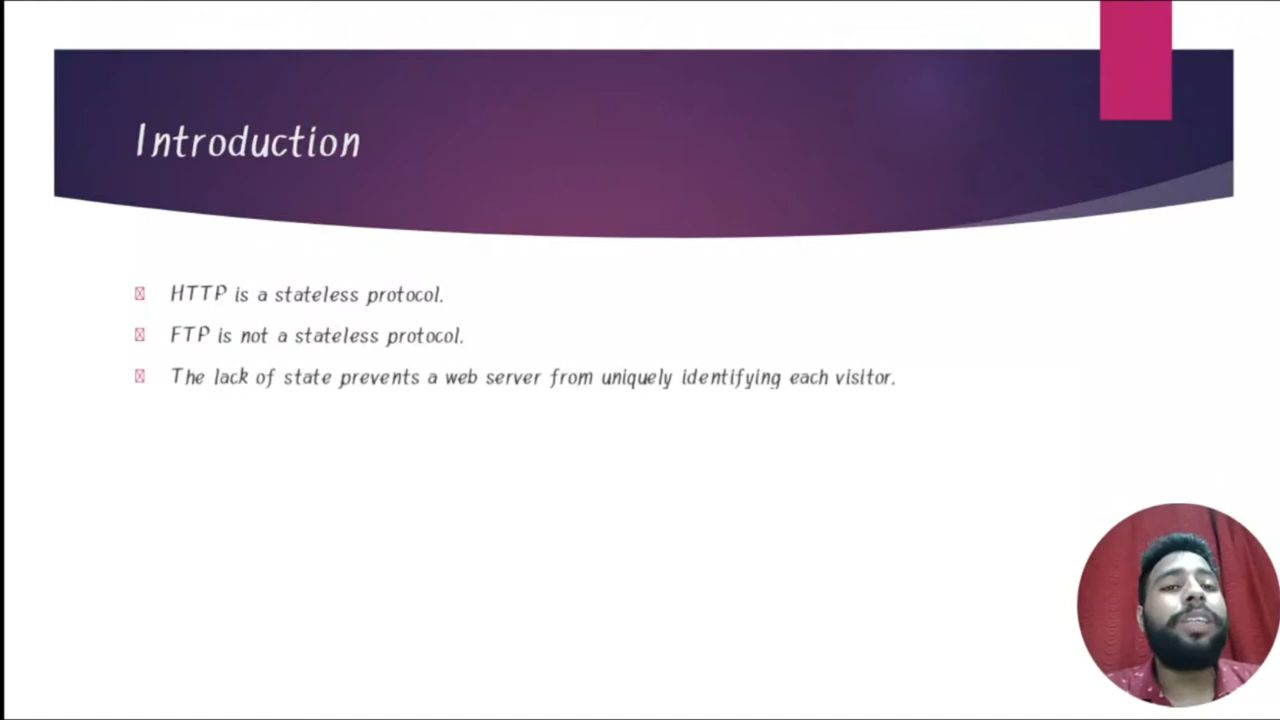 Introduction
HTTP is a stateless protocol.
FTP is not a stateless protocol.
The lack of state prevents a web server from uniquely identifying each visitor.